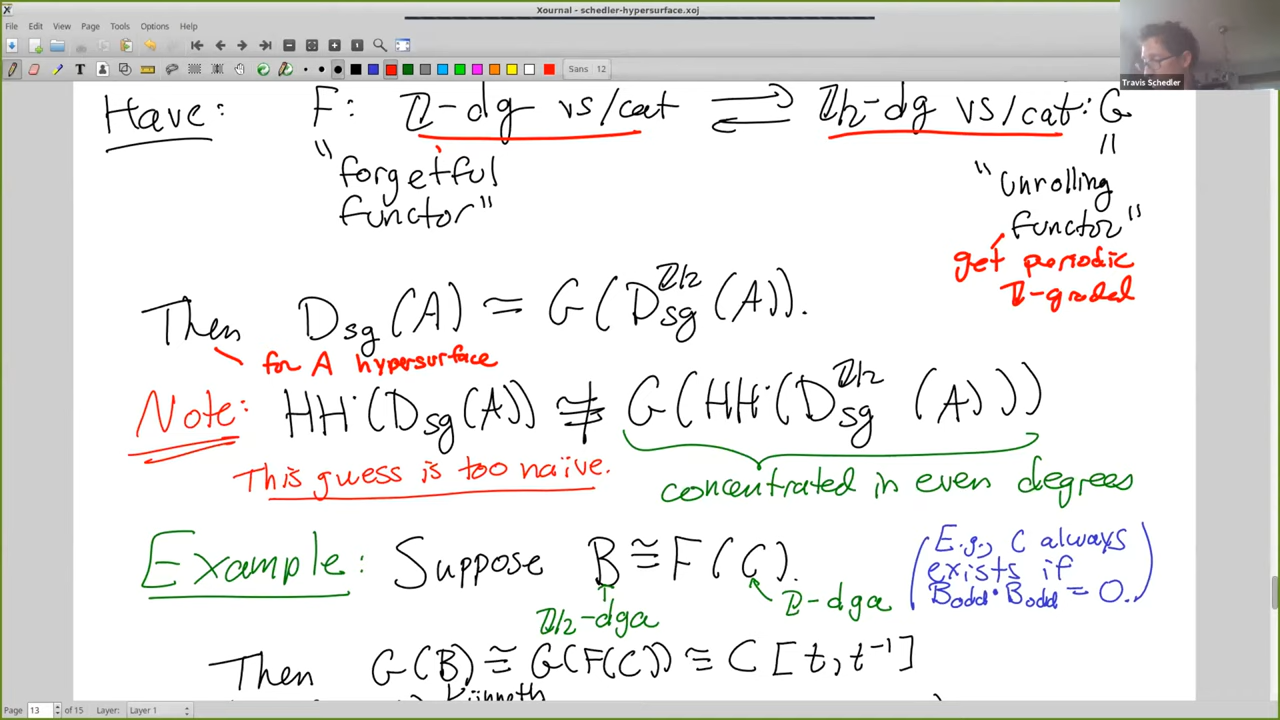 Xournal - schedler-hypersurface.xoj
File Edit View Page Tools Options Help
Sans 12
Travis Schedler
Have: F: ℤ-dg vs/cat ⇌ ℤ/2-dg vs/cat: G
"forgetful functor"
"unrolling functor"
get periodic ℤ-graded
Then D_sg(A) ≃ G(D_sg^{ℤ/2}(A)).
for A hypersurface
Note: HH^•(D_sg(A)) ≇ G(HH^•(D_sg^{ℤ/2}(A)))
This guess is too naïve.
concentrated in even degrees
Example: Suppose B ≅ F(C).
ℤ/2-dga
ℤ-dga
(E.g., C always
exists if
B_odd · B_odd = 0.)
Then G(B) ≅ G(F(C)) ≅ C[t, t⁻¹]
Künneth
Page 13 of 15 Layer: Layer 1